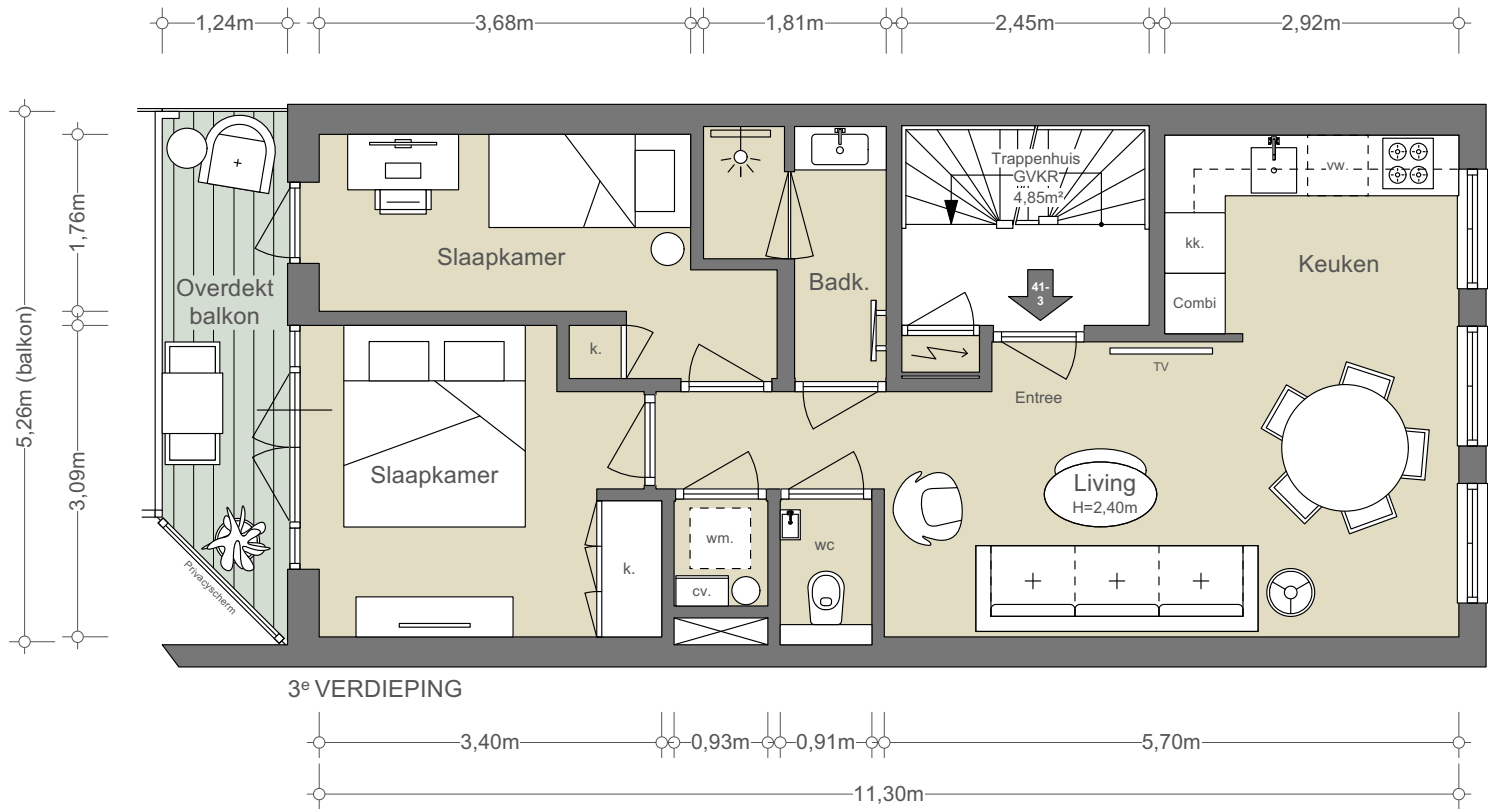 1,24m
3,68m
1,81m
2,45m
2,92m
5,26m (balkon)
1,76m
3,09m
Overdekt
balkon
Privacyscherm
Slaapkamer
Slaapkamer
k.
k.
Badk.
Trappenhuis
GVKR
4,85m²
41-
3
Entree
TV
vw.
kk.
Combi
Keuken
Living
H=2,40m
wm.
cv.
wc
3e VERDIEPING
3,40m
0,93m
0,91m
5,70m
11,30m